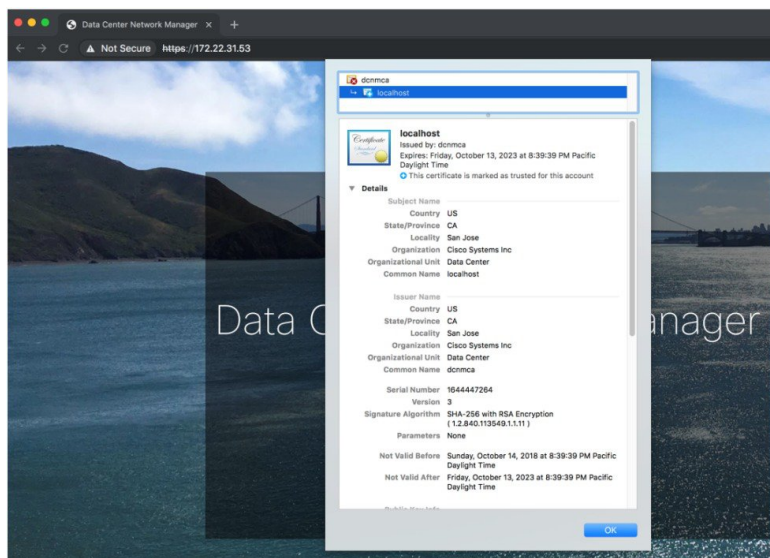 Data Center Network Manager
Not Secure https://172.22.31.53
dcnmca
localhost
Certificate
Standard
localhost
Issued by: dcnmca
Expires: Friday, October 13, 2023 at 8:39:39 PM Pacific
Daylight Time
This certificate is marked as trusted for this account
Details
Subject Name
Country US
State/Province CA
Locality San Jose
Organization Cisco Systems Inc
Organizational Unit Data Center
Common Name localhost
Issuer Name
Country US
State/Province CA
Locality San Jose
Organization Cisco Systems Inc
Organizational Unit Data Center
Common Name dcnmca
Serial Number 1644447264
Version 3
Signature Algorithm SHA-256 with RSA Encryption
( 1.2.840.113549.1.1.11 )
Parameters None
Not Valid Before Sunday, October 14, 2018 at 8:39:39 PM Pacific
Daylight Time
Not Valid After Friday, October 13, 2023 at 8:39:39 PM Pacific
Daylight Time
Public Key Info
OK
Data C
anager